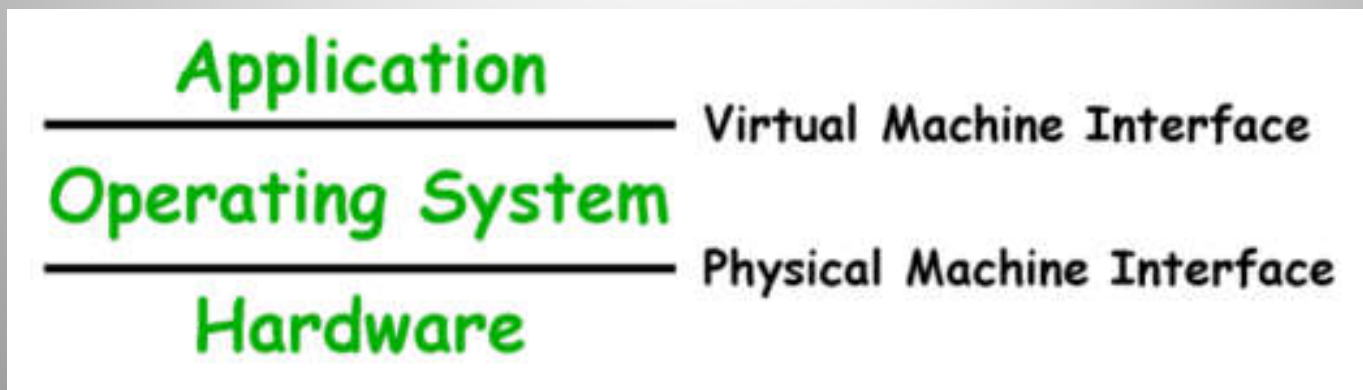 Application
Virtual Machine Interface
Operating System
Physical Machine Interface
Hardware